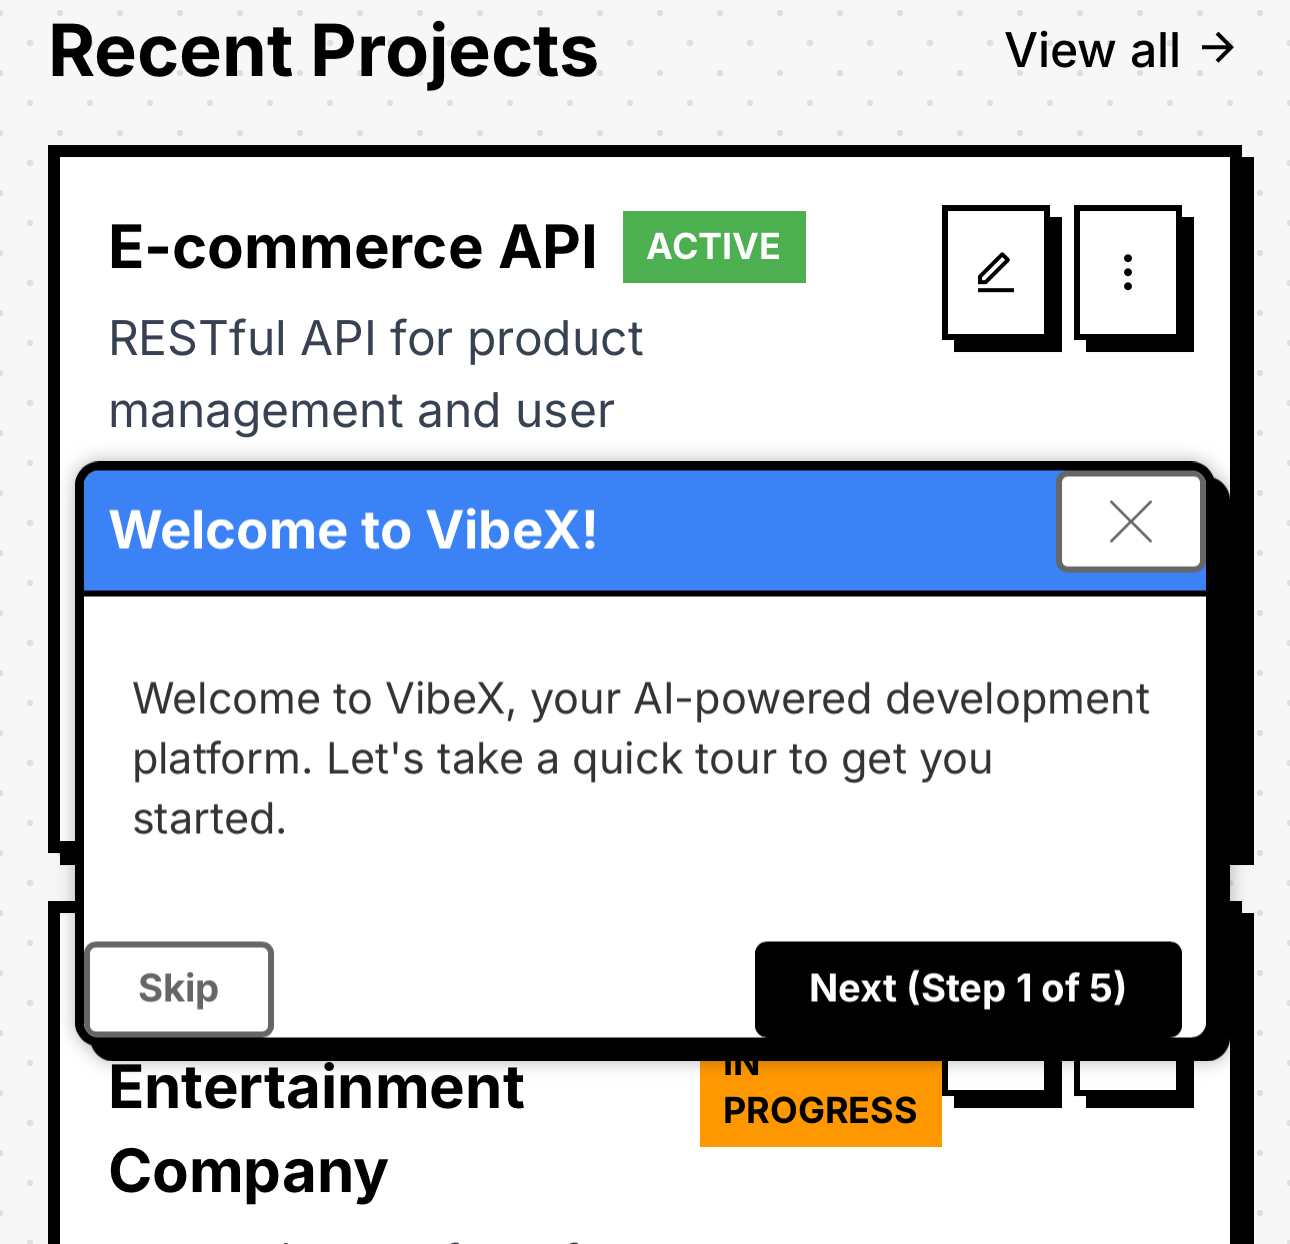 Recent Projects
View all →
E-commerce API
ACTIVE
RESTful API for product
management and user
Welcome to VibeX!
Welcome to VibeX, your AI-powered development
platform. Let's take a quick tour to get you
started.
Skip
Next (Step 1 of 5)
Entertainment
Company
IN
PROGRESS